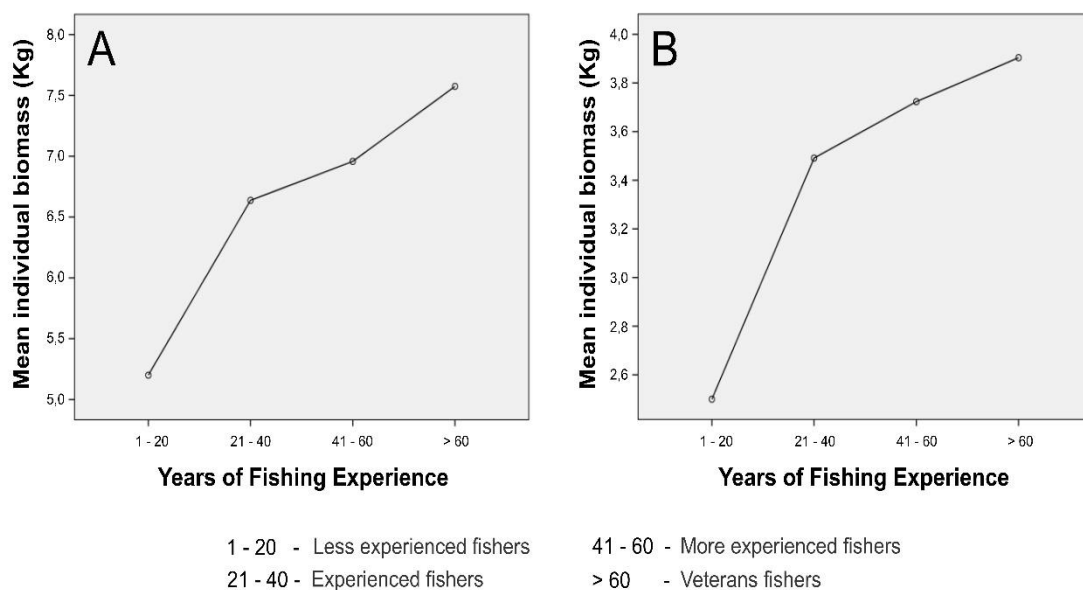 A
Mean individual biomass (Kg)
8,0
7,5
7,0
6,5
6,0
5,5
5,0
1 - 20
21 - 40
41 - 60
> 60
Years of Fishing Experience
B
Mean individual biomass (Kg)
4,0
3,8
3,6
3,4
3,2
3,0
2,8
2,6
1 - 20
21 - 40
41 - 60
> 60
Years of Fishing Experience
1 - 20 - Less experienced fishers
21 - 40 - Experienced fishers
41 - 60 - More experienced fishers
> 60 - Veterans fishers